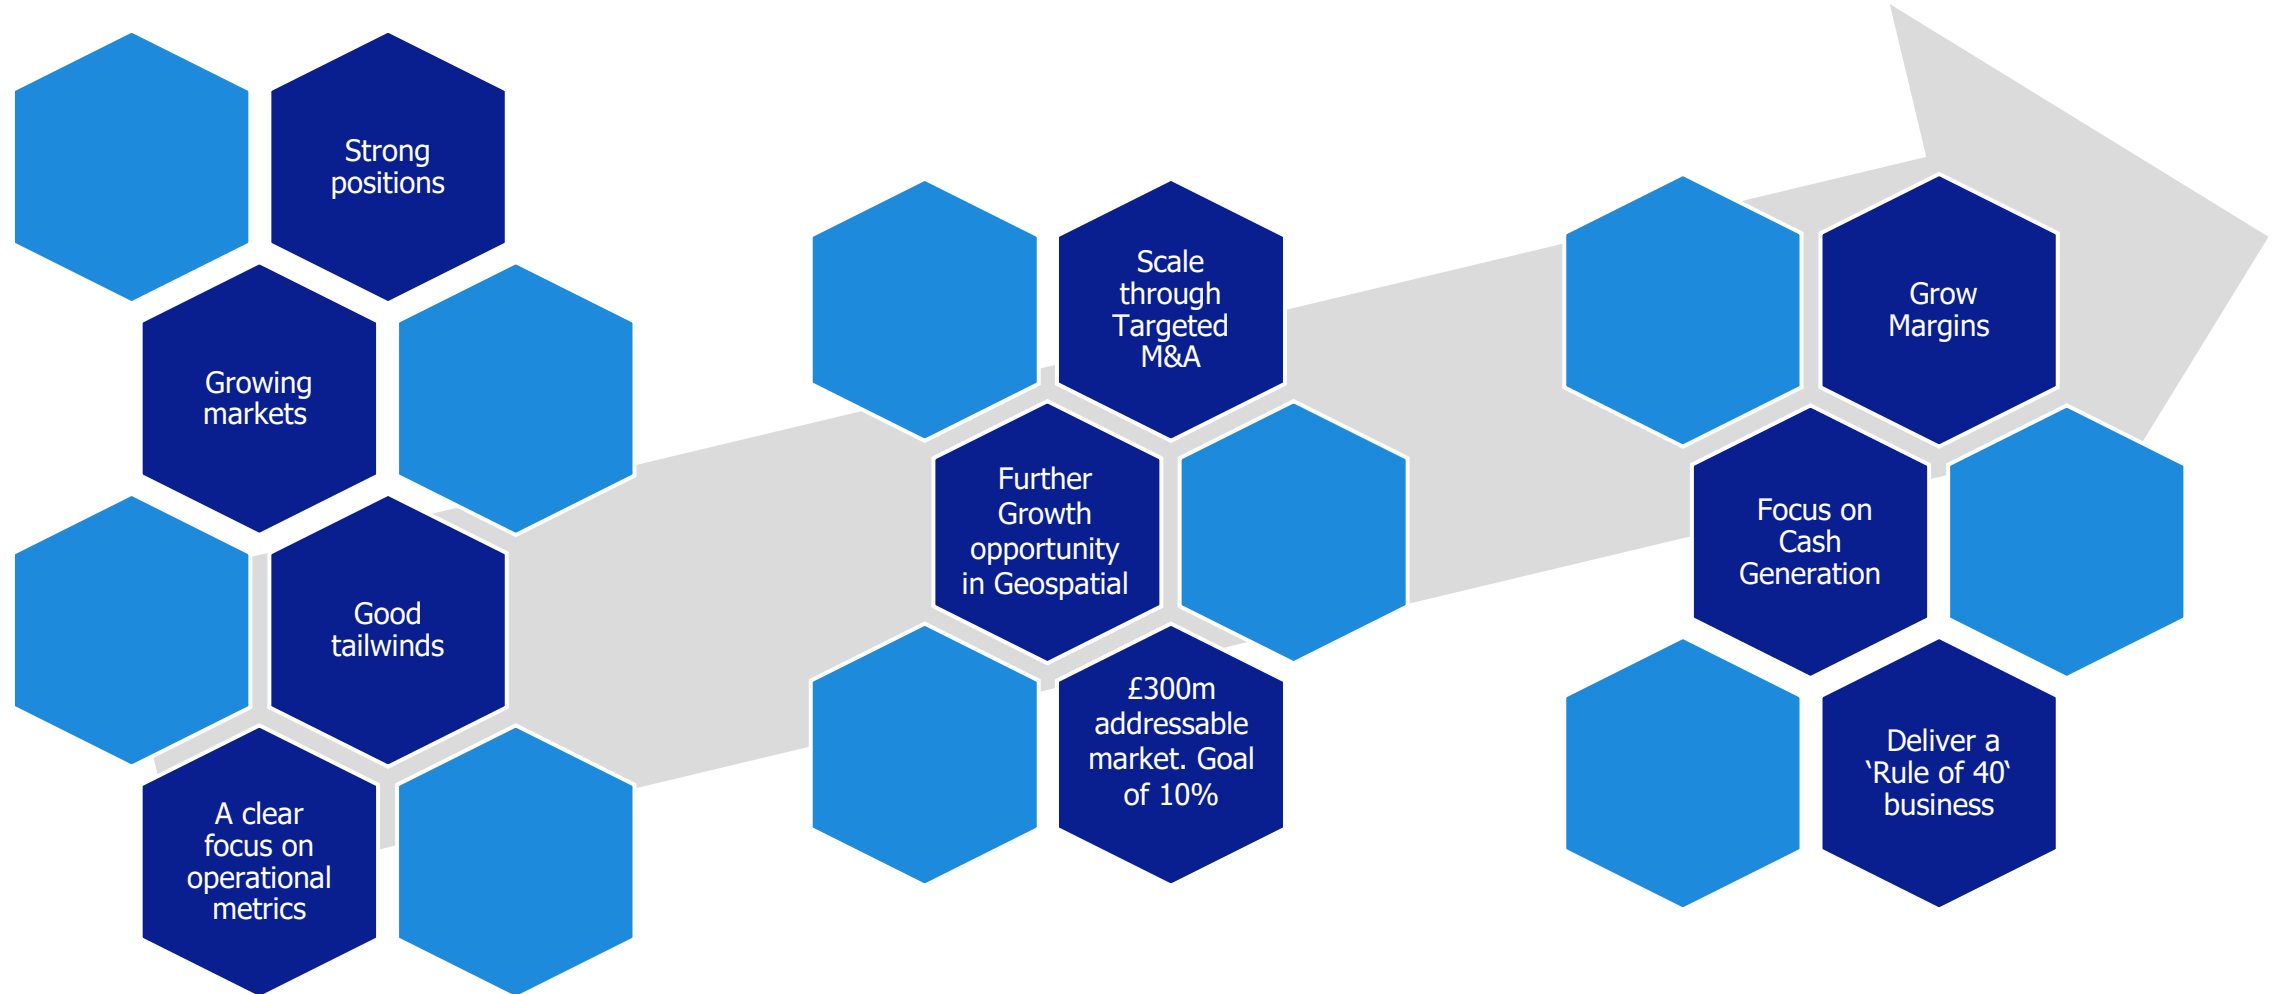 Strong
positions
Growing
markets
Good
tailwinds
A clear
focus on
operational
metrics
Scale
through
Targeted
M&A
Further
Growth
opportunity
in Geospatial
£300m
addressable
market. Goal
of 10%
Grow
Margins
Focus on
Cash
Generation
Deliver a
‘Rule of 40‘
business